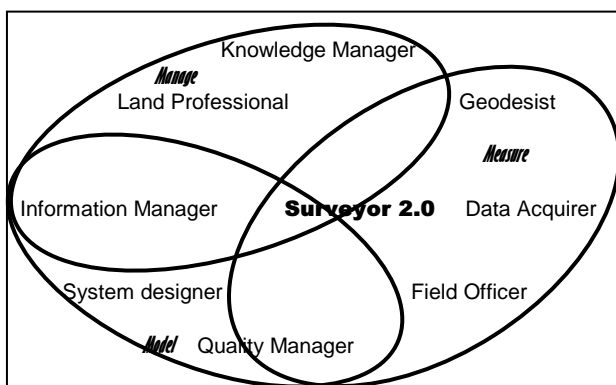 Knowledge Manager
Manage
Land Professional
Geodesist
Measure
Information Manager
Surveyor 2.0
Data Acquirer
System designer
Field Officer
Model
Quality Manager